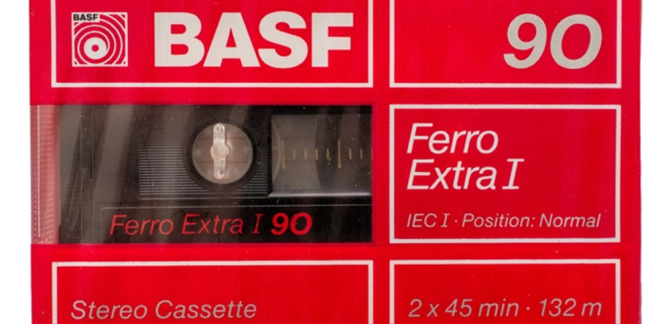 BASF
BASF
90
Ferro
Extra I
IEC I · Position: Normal
Ferro Extra I 90
Stereo Cassette
2 x 45 min · 132 m